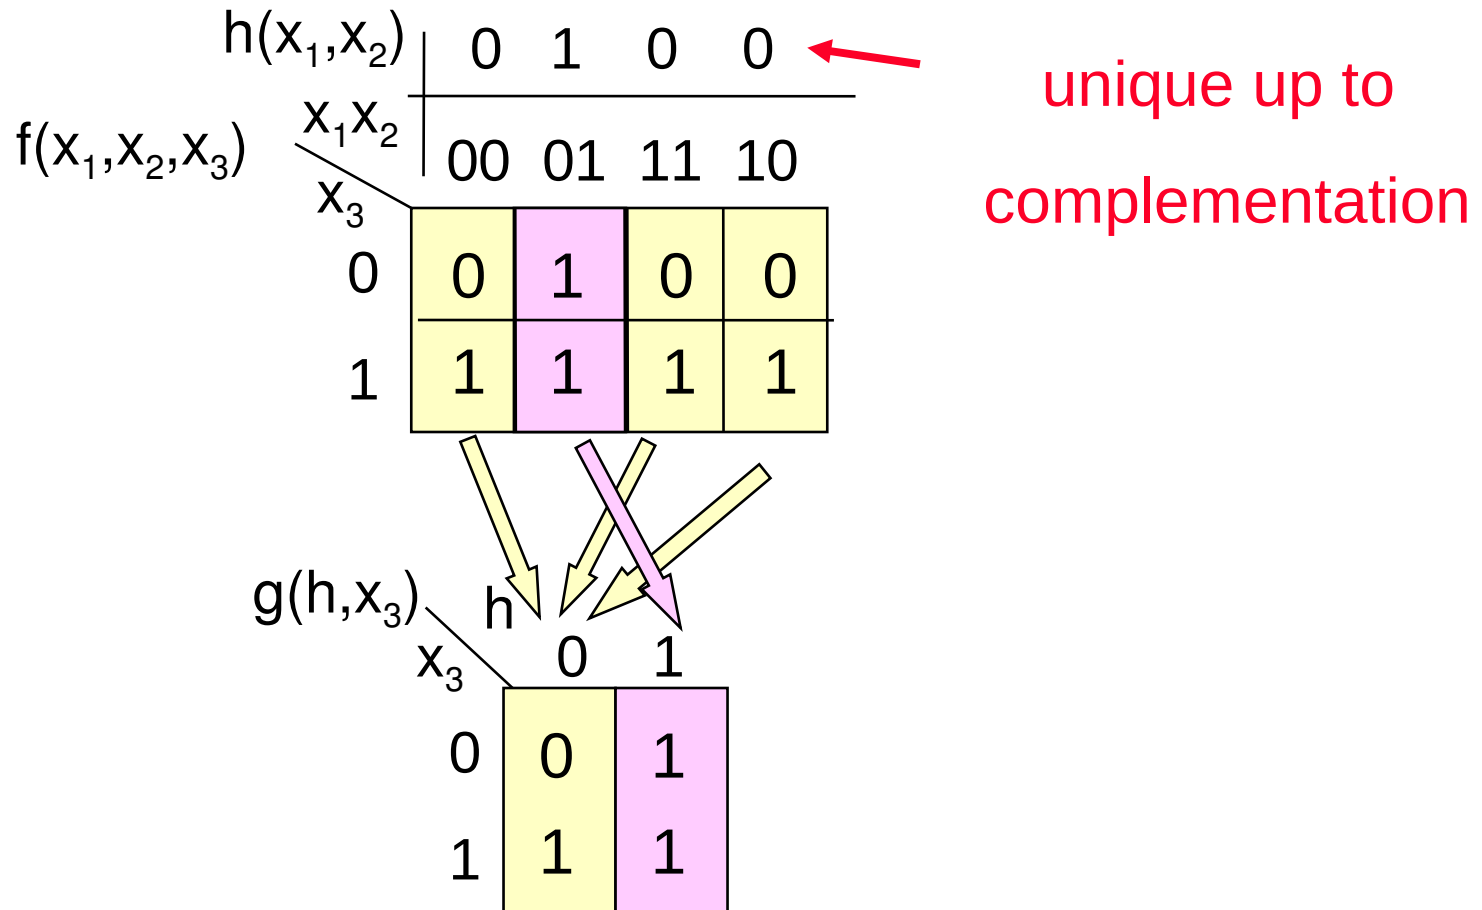 h(x₁,x₂) 0 1 0 0
unique up to
x₁x₂
f(x₁,x₂,x₃) 00 01 11 10
complementation
x₃
0 0 1 0 0
1 1 1 1 1
g(h,x₃) h
x₃ 0 1
0 0 1
1 1 1